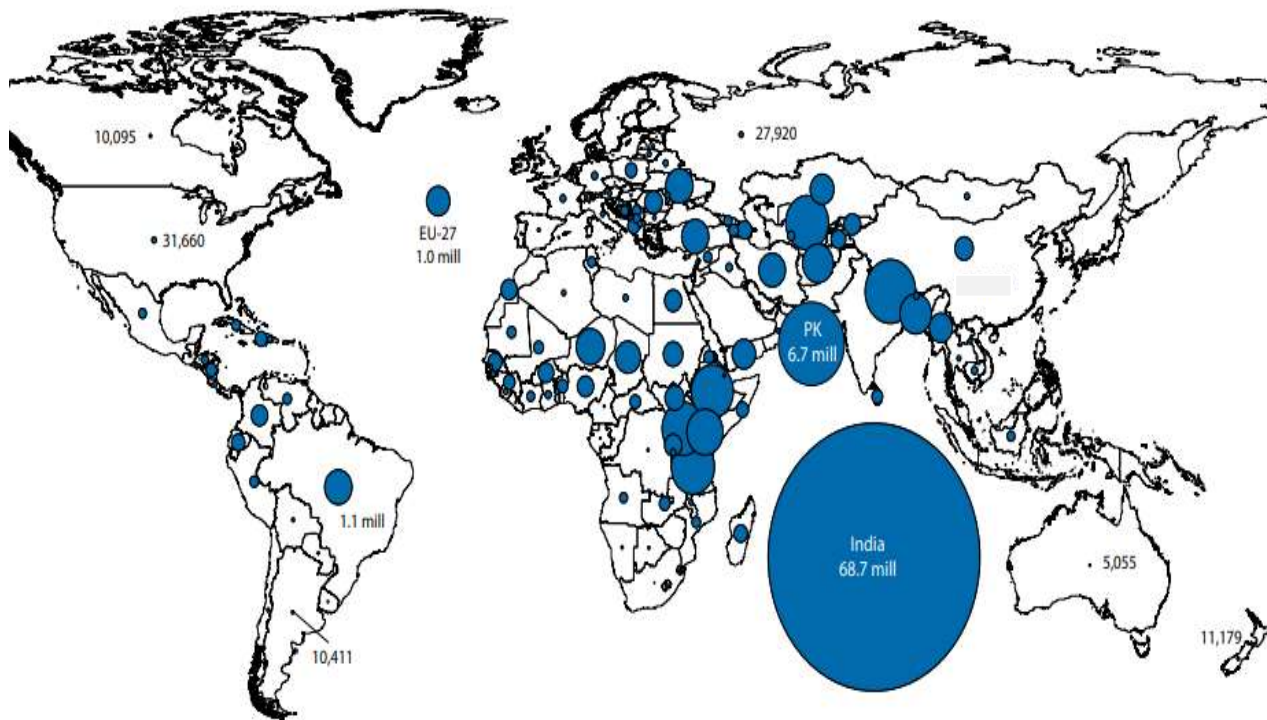 10,095
27,920
31,660
EU-27
1.0 mill
PK
6.7 mill
1.1 mill
India
68.7 mill
5,055
10,411
11,179